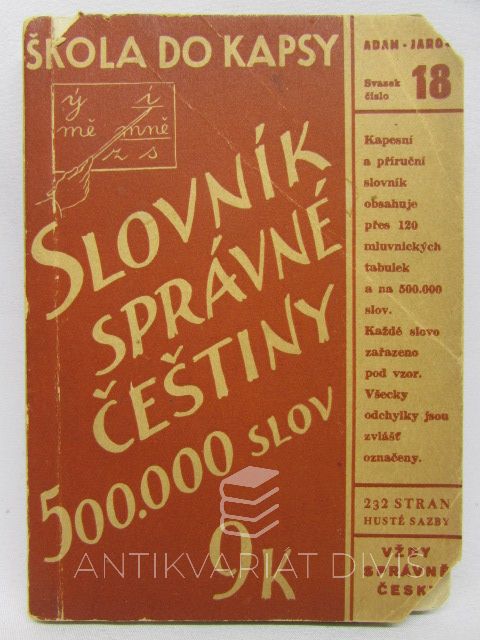 ŠKOLA DO KAPSY
ý i
mě mně
z s
SLOVNÍK
SPRÁVNÉ
ČEŠTINY
500.000 SLOV
9 K
ADAM - JARO-
Svazek
číslo 18
Kapesní
a příruční
slovník
obsahuje
přes 120
mluvnických
tabulek
a na 500.000
slov.
Každé slovo
zařazeno
pod vzor.
Všecky
odchylky jsou
zvlášť
označeny.
232 STRAN
HUSTÉ SAZBY
VŽDY
SPRÁVNĚ
ČESK
ANTIKVARIÁT DIVIŠ